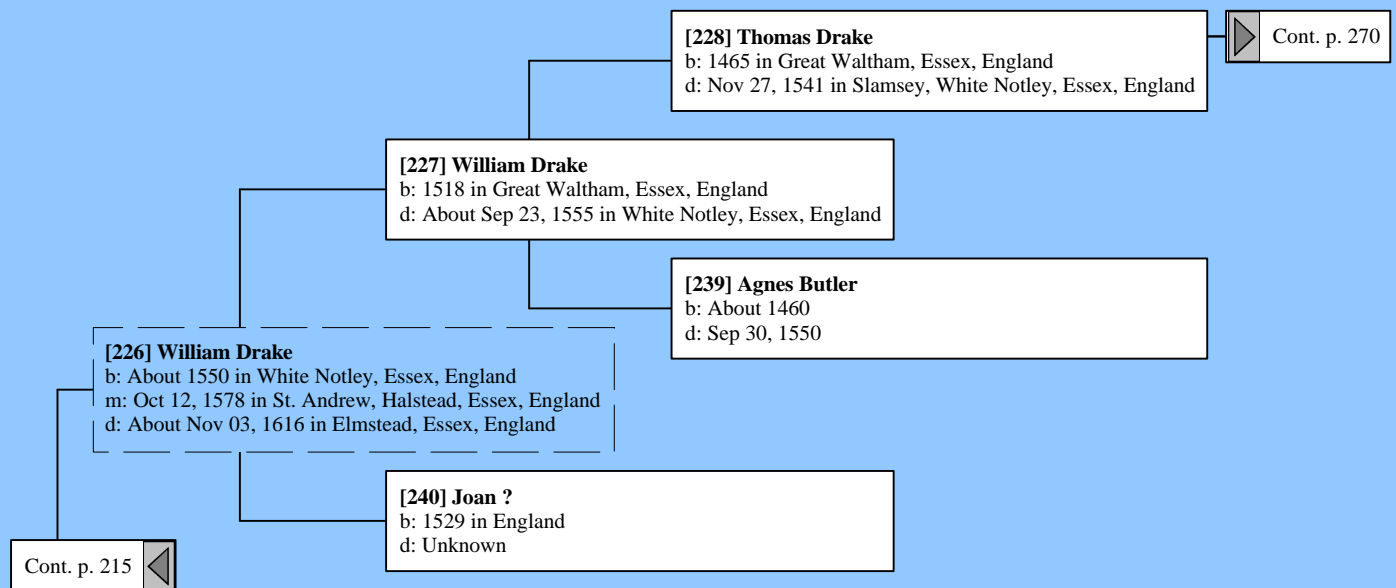 [228] Thomas Drake
b: 1465 in Great Waltham, Essex, England
d: Nov 27, 1541 in Slamsey, White Notley, Essex, England
Cont. p. 270
[227] William Drake
b: 1518 in Great Waltham, Essex, England
d: About Sep 23, 1555 in White Notley, Essex, England
[239] Agnes Butler
b: About 1460
d: Sep 30, 1550
[226] William Drake
b: About 1550 in White Notley, Essex, England
m: Oct 12, 1578 in St. Andrew, Halstead, Essex, England
d: About Nov 03, 1616 in Elmstead, Essex, England
[240] Joan ?
b: 1529 in England
d: Unknown
Cont. p. 215